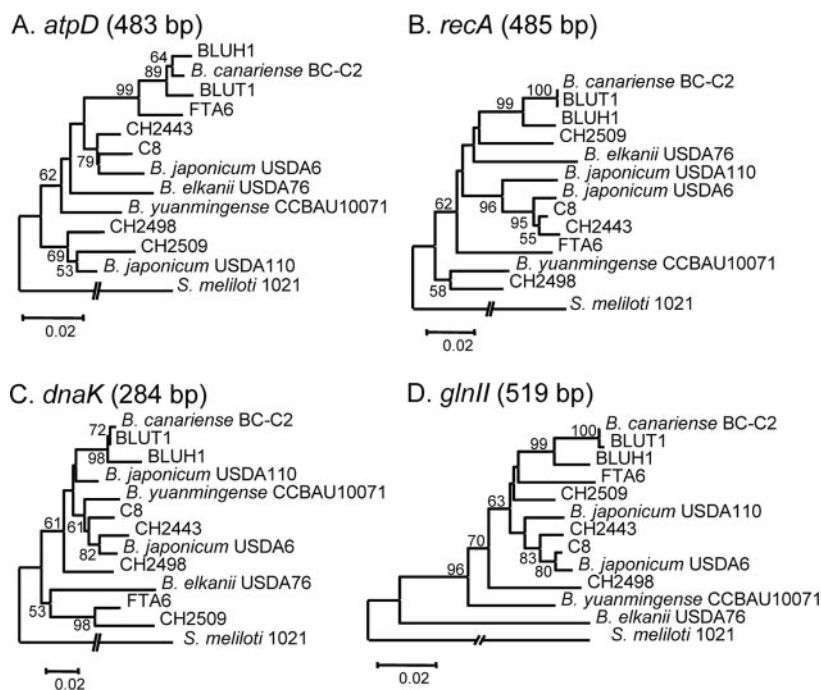 A. atpD (483 bp)
64
BLUH1
89
B. canariense BC-C2
99
BLUT1
FTA6
CH2443
C8
79
B. japonicum USDA6
62
B. elkanii USDA76
B. yuanmingense CCBAU10071
CH2498
CH2509
69
53
B. japonicum USDA110
S. meliloti 1021
0.02
B. recA (485 bp)
B. canariense BC-C2
100
99
BLUT1
BLUH1
CH2509
B. elkanii USDA76
B. japonicum USDA110
B. japonicum USDA6
62
96
C8
95
CH2443
55
FTA6
B. yuanmingense CCBAU10071
58
CH2498
S. meliloti 1021
0.02
C. dnaK (284 bp)
B. canariense BC-C2
72
BLUT1
98
BLUH1
B. japonicum USDA110
B. yuanmingense CCBAU10071
C8
61
61
CH2443
82
B. japonicum USDA6
CH2498
B. elkanii USDA76
53
FTA6
98
CH2509
S. meliloti 1021
0.02
D. glnII (519 bp)
B. canariense BC-C2
100
99
BLUT1
BLUH1
FTA6
63
CH2509
B. japonicum USDA110
CH2443
70
83
C8
80
B. japonicum USDA6
96
CH2498
B. yuanmingense CCBAU10071
B. elkanii USDA76
S. meliloti 1021
0.02